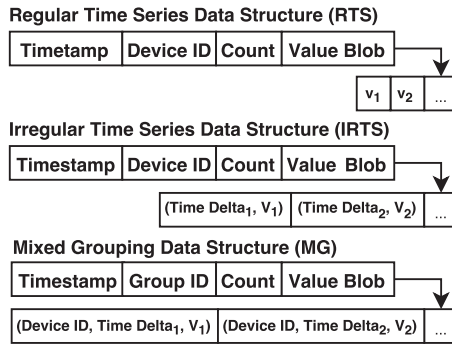 Regular Time Series Data Structure (RTS)
Timestamp Device ID Count Value Blob
v1 v2 ...
Irregular Time Series Data Structure (IRTS)
Timestamp Device ID Count Value Blob
(Time Delta1, V1) (Time Delta2, V2) ...
Mixed Grouping Data Structure (MG)
Timestamp Group ID Count Value Blob
(Device ID, Time Delta1, V1) (Device ID, Time Delta2, V2) ...